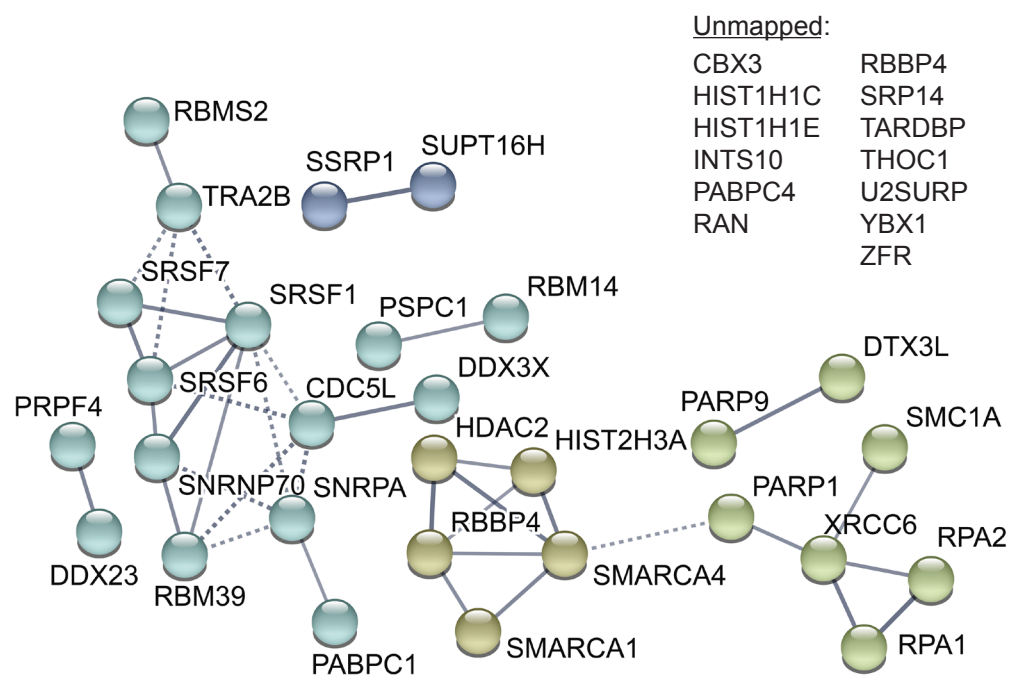 Unmapped:
CBX3 RBBP4
HIST1H1C SRP14
HIST1H1E TARDBP
INTS10 THOC1
PABPC4 U2SURP
RAN YBX1
ZFR
RBMS2
SUPT16H
SSRP1
TRA2B
SRSF7
SRSF1
RBM14
PSPC1
DTX3L
DDX3X
SRSF6
CDC5L
PARP9
PRPF4
SMC1A
HDAC2
HIST2H3A
SNRNP70
SNRPA
PARP1
RBBP4
XRCC6
RPA2
DDX23
SMARCA4
RBM39
RPA1
SMARCA1
PABPC1